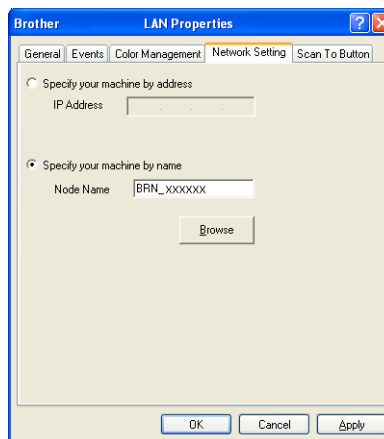 Brother LAN Properties
General Events Color Management Network Setting Scan To Button
Specify your machine by address
IP Address . . .
Specify your machine by name
Node Name BRN_xxxxxx
Browse
OK Cancel Apply